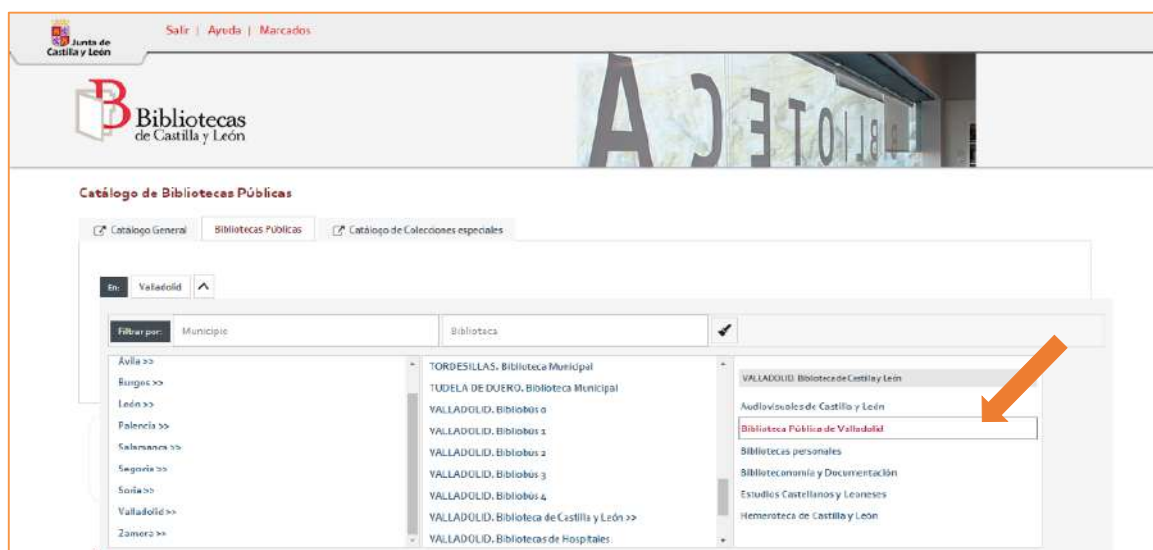 Junta de
Castilla y León
Salir | Ayuda | Marcados
Bibliotecas
de Castilla y León
BIBLIOTECA
Catálogo de Bibliotecas Públicas
Catálogo General
Bibliotecas Públicas
Catálogo de Colecciones especiales
En:
Valladolid
Filtrar por:
Municipio
Biblioteca
Ávila >>
Burgos >>
León >>
Palencia >>
Salamanca >>
Segovia >>
Soria >>
Valladolid >>
Zamora >>
TORDESILLAS. Biblioteca Municipal
TUDELA DE DUERO. Biblioteca Municipal
VALLADOLID. Bibliobús 0
VALLADOLID. Bibliobús 1
VALLADOLID. Bibliobús 2
VALLADOLID. Bibliobús 3
VALLADOLID. Bibliobús 4
VALLADOLID. Biblioteca de Castilla y León >>
VALLADOLID. Bibliotecas de Hospitales
VALLADOLID. Biblioteca de Castilla y León
Audiovisuales de Castilla y León
Biblioteca Pública de Valladolid
Bibliotecas personales
Biblioteconomía y Documentación
Estudios Castellanos y Leoneses
Hemeroteca de Castilla y León